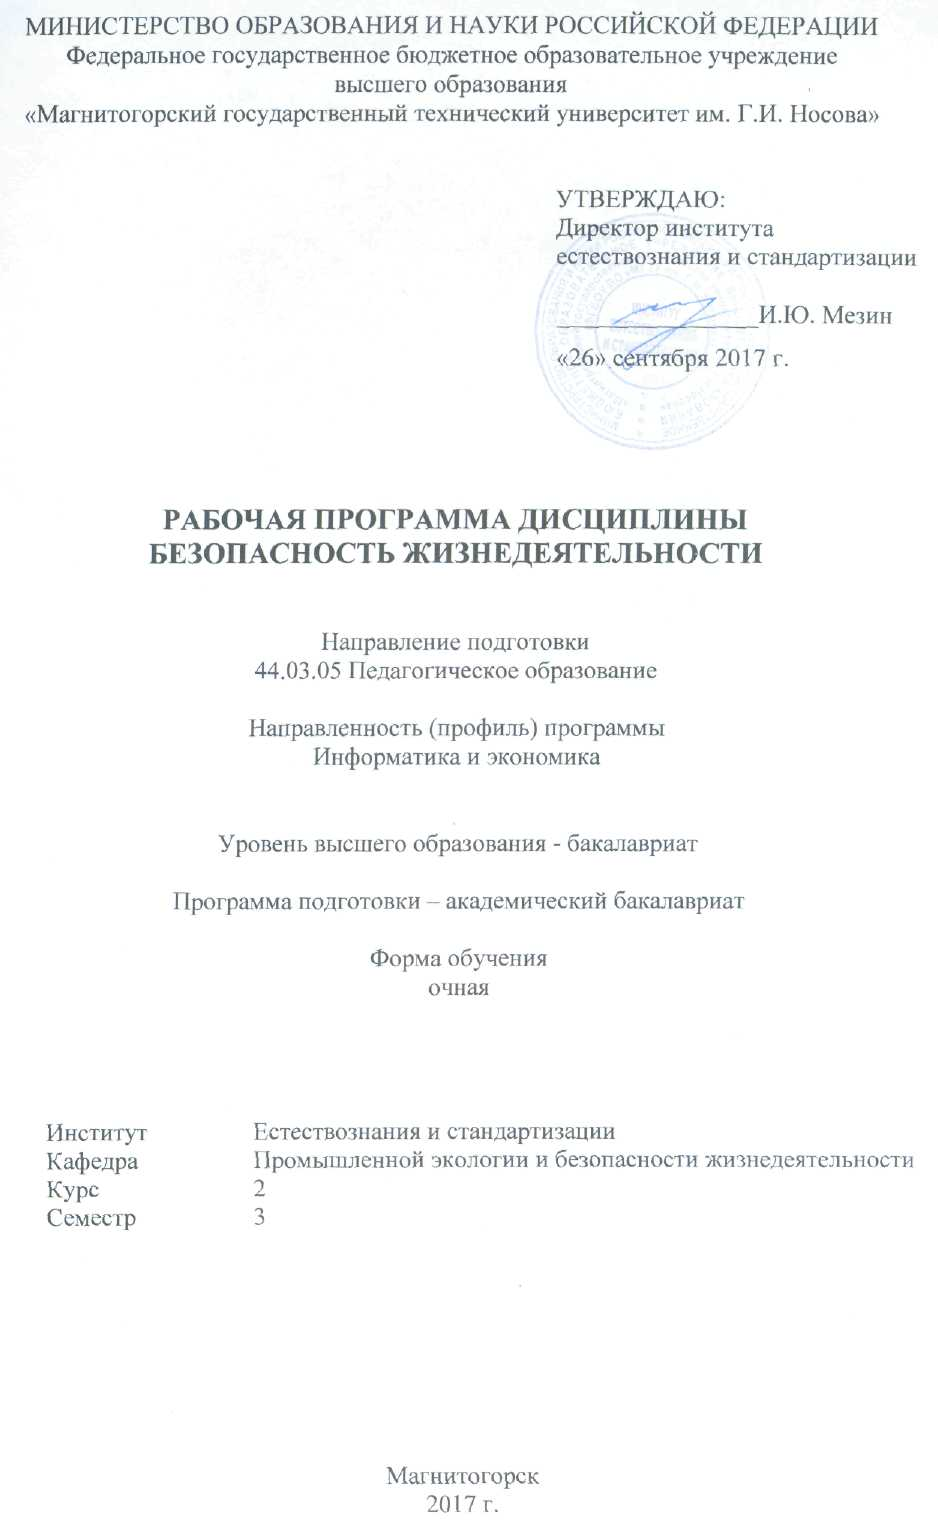 МИНИСТЕРСТВО ОБРАЗОВАНИЯ И НАУКИ РОССИЙСКОЙ ФЕДЕРАЦИИ
Федеральное государственное бюджетное образовательное учреждение
высшего образования
«Магнитогорский государственный технический университет им. Г.И. Носова»
УТВЕРЖДАЮ:
Директор института
естествознания и стандартизации
И.Ю. Мезин
«26» сентября 2017 г.
РАБОЧАЯ ПРОГРАММА ДИСЦИПЛИНЫ
БЕЗОПАСНОСТЬ ЖИЗНЕДЕЯТЕЛЬНОСТИ
Направление подготовки
44.03.05 Педагогическое образование
Направленность (профиль) программы
Информатика и экономика
Уровень высшего образования - бакалавриат
Программа подготовки – академический бакалавриат
Форма обучения
очная
Институт Естествознания и стандартизации
Кафедра Промышленной экологии и безопасности жизнедеятельности
Курс 2
Семестр 3
Магнитогорск
2017 г.